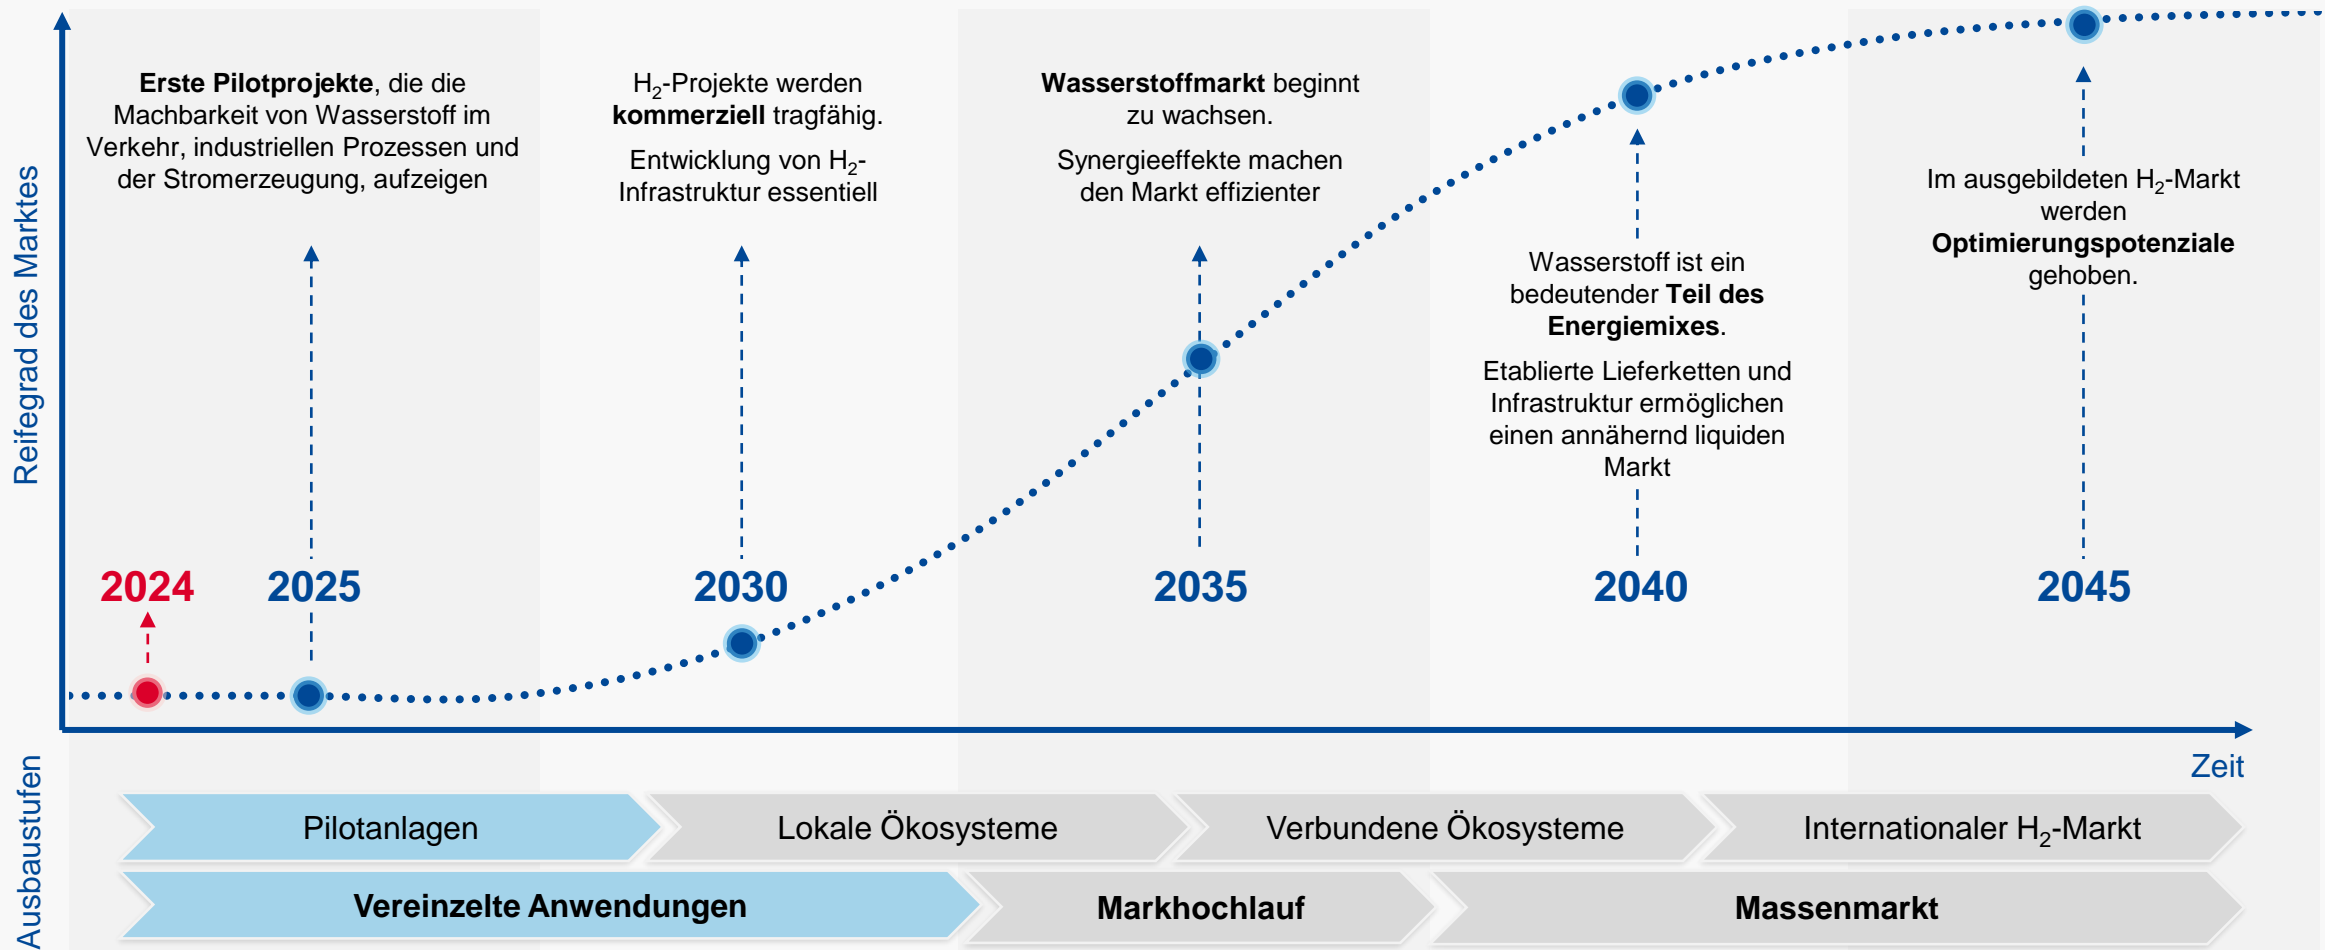 Reifegrad des Marktes
Erste Pilotprojekte, die die
Machbarkeit von Wasserstoff im
Verkehr, industriellen Prozessen und
der Stromerzeugung, aufzeigen
H₂-Projekte werden
kommerziell tragfähig.
Entwicklung von H₂-
Infrastruktur essentiell
Wasserstoffmarkt beginnt
zu wachsen.
Synergieeffekte machen
den Markt effizienter
Wasserstoff ist ein
bedeutender Teil des
Energiemixes.
Etablierte Lieferketten und
Infrastruktur ermöglichen
einen annähernd liquiden
Markt
Im ausgebildeten H₂-Markt
werden
Optimierungspotenziale
gehoben.
2024
2025
2030
2035
2040
2045
Zeit
Ausbaustufen
Pilotanlagen
Lokale Ökosysteme
Verbundene Ökosysteme
Internationaler H₂-Markt
Vereinzelte Anwendungen
Markhochlauf
Massenmarkt